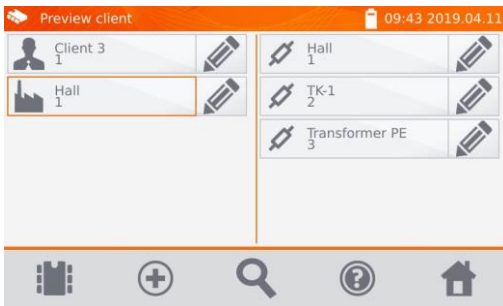 Preview client
09:43 2019.04.11
Client 3
1
Hall
1
Hall
1
TK-1
2
Transformer PE
3